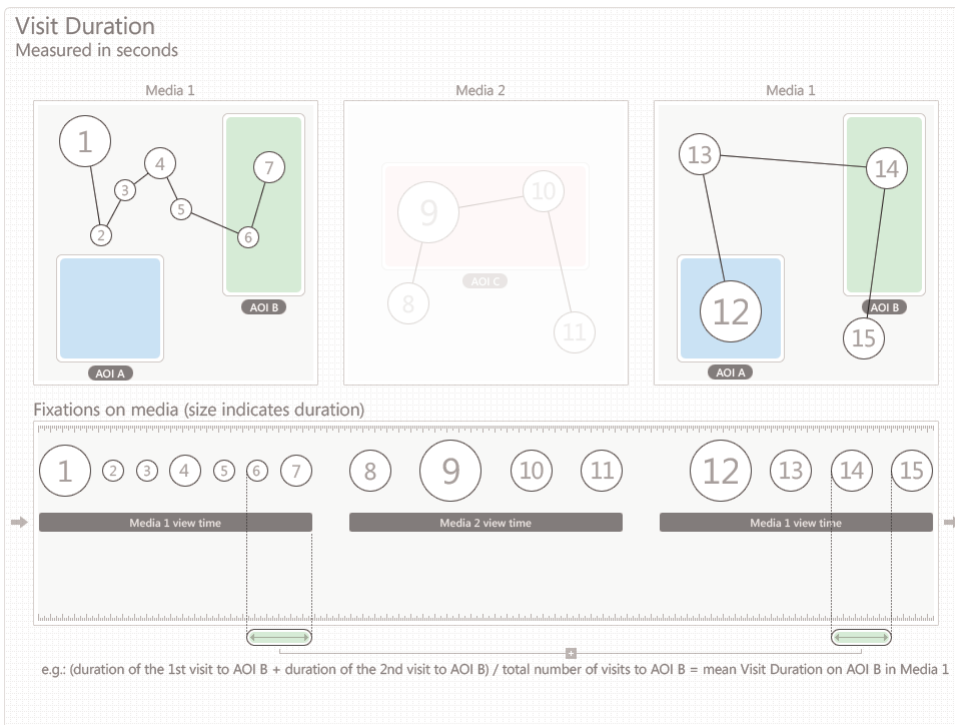 Visit Duration
Measured in seconds
Media 1
Media 2
Media 1
1
2
3
4
5
6
7
AOI A
AOI B
8
9
10
11
AOI C
12
13
14
15
AOI A
AOI B
Fixations on media (size indicates duration)
1 2 3 4 5 6 7 8 9 10 11 12 13 14 15
Media 1 view time
Media 2 view time
Media 1 view time
e.g.: (duration of the 1st visit to AOI B + duration of the 2nd visit to AOI B) / total number of visits to AOI B = mean Visit Duration on AOI B in Media 1